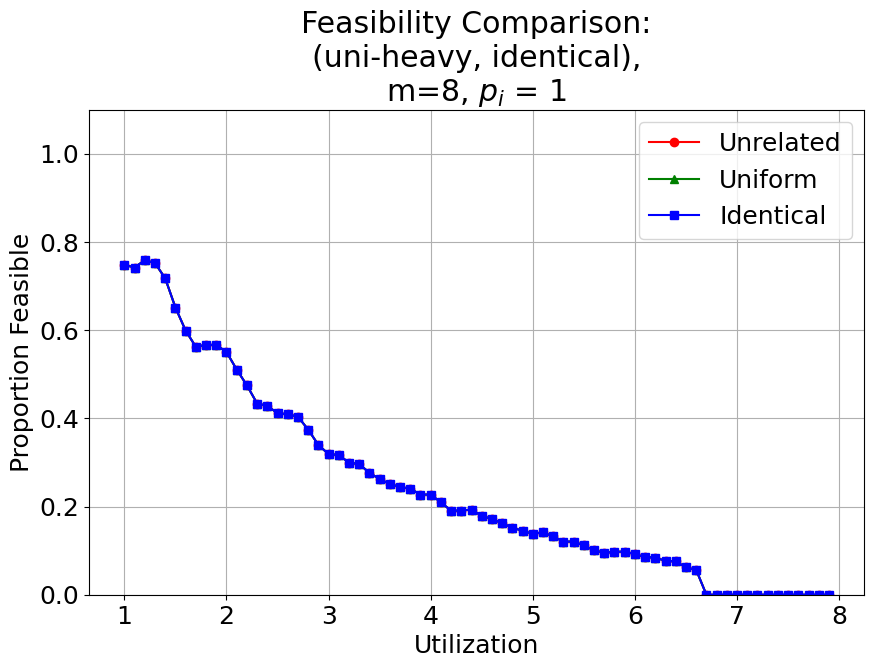 Feasibility Comparison:
(uni-heavy, identical),
m=8, $p_i$ = 1
Unrelated
Uniform
Identical
Proportion Feasible
1.0
0.8
0.6
0.4
0.2
0.0
1 2 3 4 5 6 7 8
Utilization